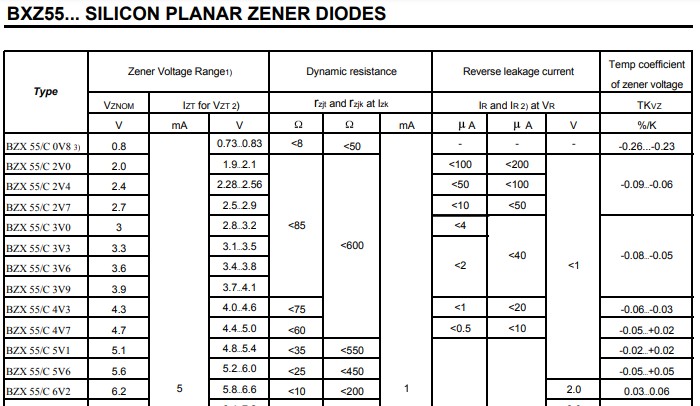 BXZ55... SILICON PLANAR ZENER DIODES
Type Zener Voltage Range1) Dynamic resistance Reverse leakage current Temp coefficient
of zener voltage
VZNOM IZT for VZT 2) rzjt and rzjk at Izk IR and IR 2) at VR TKVZ
V mA V Ω Ω mA μ A μ A V %/K
BZX 55/C 0V8 3) 0.8 0.73..0.83 <8 <50 - - - -0.26...-0.23
BZX 55/C 2V0 2.0 1.9..2.1 <100 <200
BZX 55/C 2V4 2.4 2.28..2.56 <50 <100 -0.09..-0.06
BZX 55/C 2V7 2.7 2.5..2.9 <10 <50
BZX 55/C 3V0 3 2.8..3.2 <85 <4
BZX 55/C 3V3 3.3 3.1..3.5 <600 <40
BZX 55/C 3V6 3.6 3.4..3.8 <2 <1 -0.08..-0.05
BZX 55/C 3V9 3.9 3.7..4.1
BZX 55/C 4V3 4.3 4.0..4.6 <75 <1 <20 -0.06..-0.03
BZX 55/C 4V7 4.7 4.4..5.0 <60 <0.5 <10 -0.05..+0.02
BZX 55/C 5V1 5.1 4.8..5.4 <35 <550 -0.02..+0.02
BZX 55/C 5V6 5.6 5.2..6.0 <25 <450 -0.05..+0.05
BZX 55/C 6V2 6.2 5 5.8..6.6 <10 <200 1 2.0 0.03..0.06